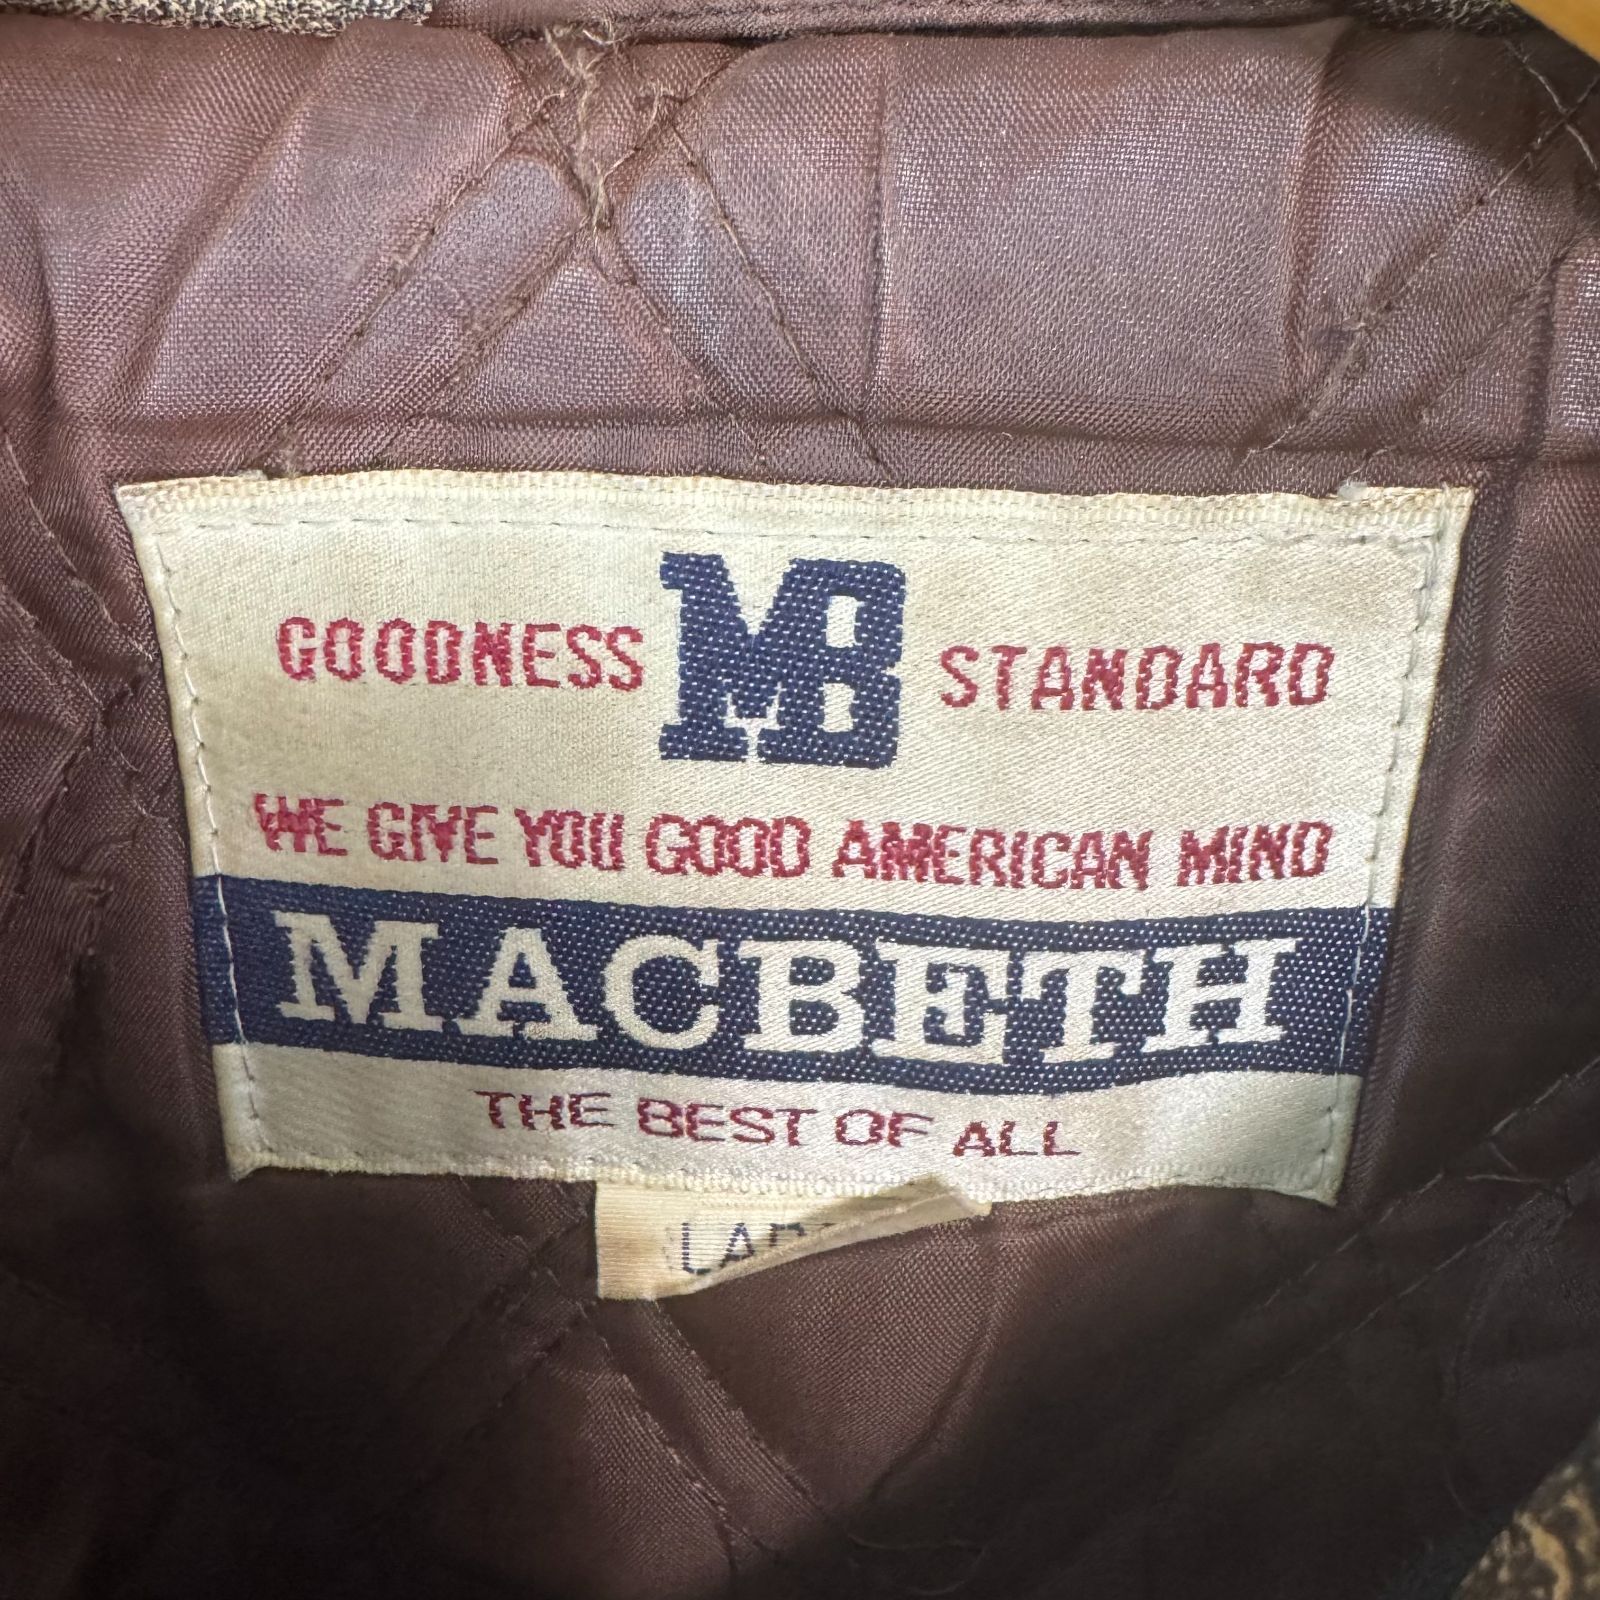 GOODNESS MB STANDARD
WE GIVE YOU GOOD AMERICAN MIND
MACBETH
THE BEST OF ALL